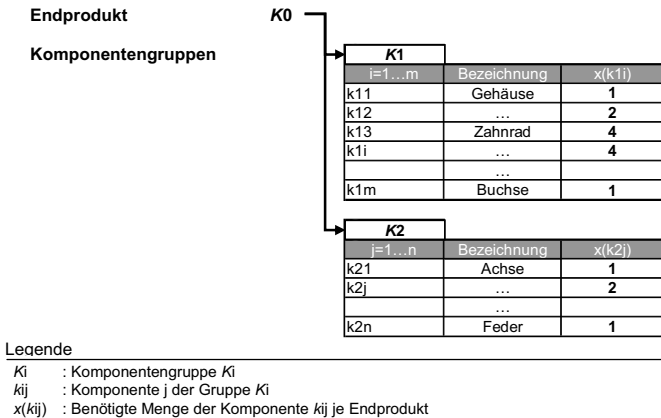 Endprodukt K0
Komponentengruppen
K1
i=1…m Bezeichnung x(k1i)
k11 Gehäuse 1
k12 … 2
k13 Zahnrad 4
k1i … 4
…
k1m Buchse 1
K2
j=1…n Bezeichnung x(k2j)
k21 Achse 1
k2j … 2
…
k2n Feder 1
Legende
Ki : Komponentengruppe Ki
kij : Komponente j der Gruppe Ki
x(kij) : Benötigte Menge der Komponente kij je Endprodukt